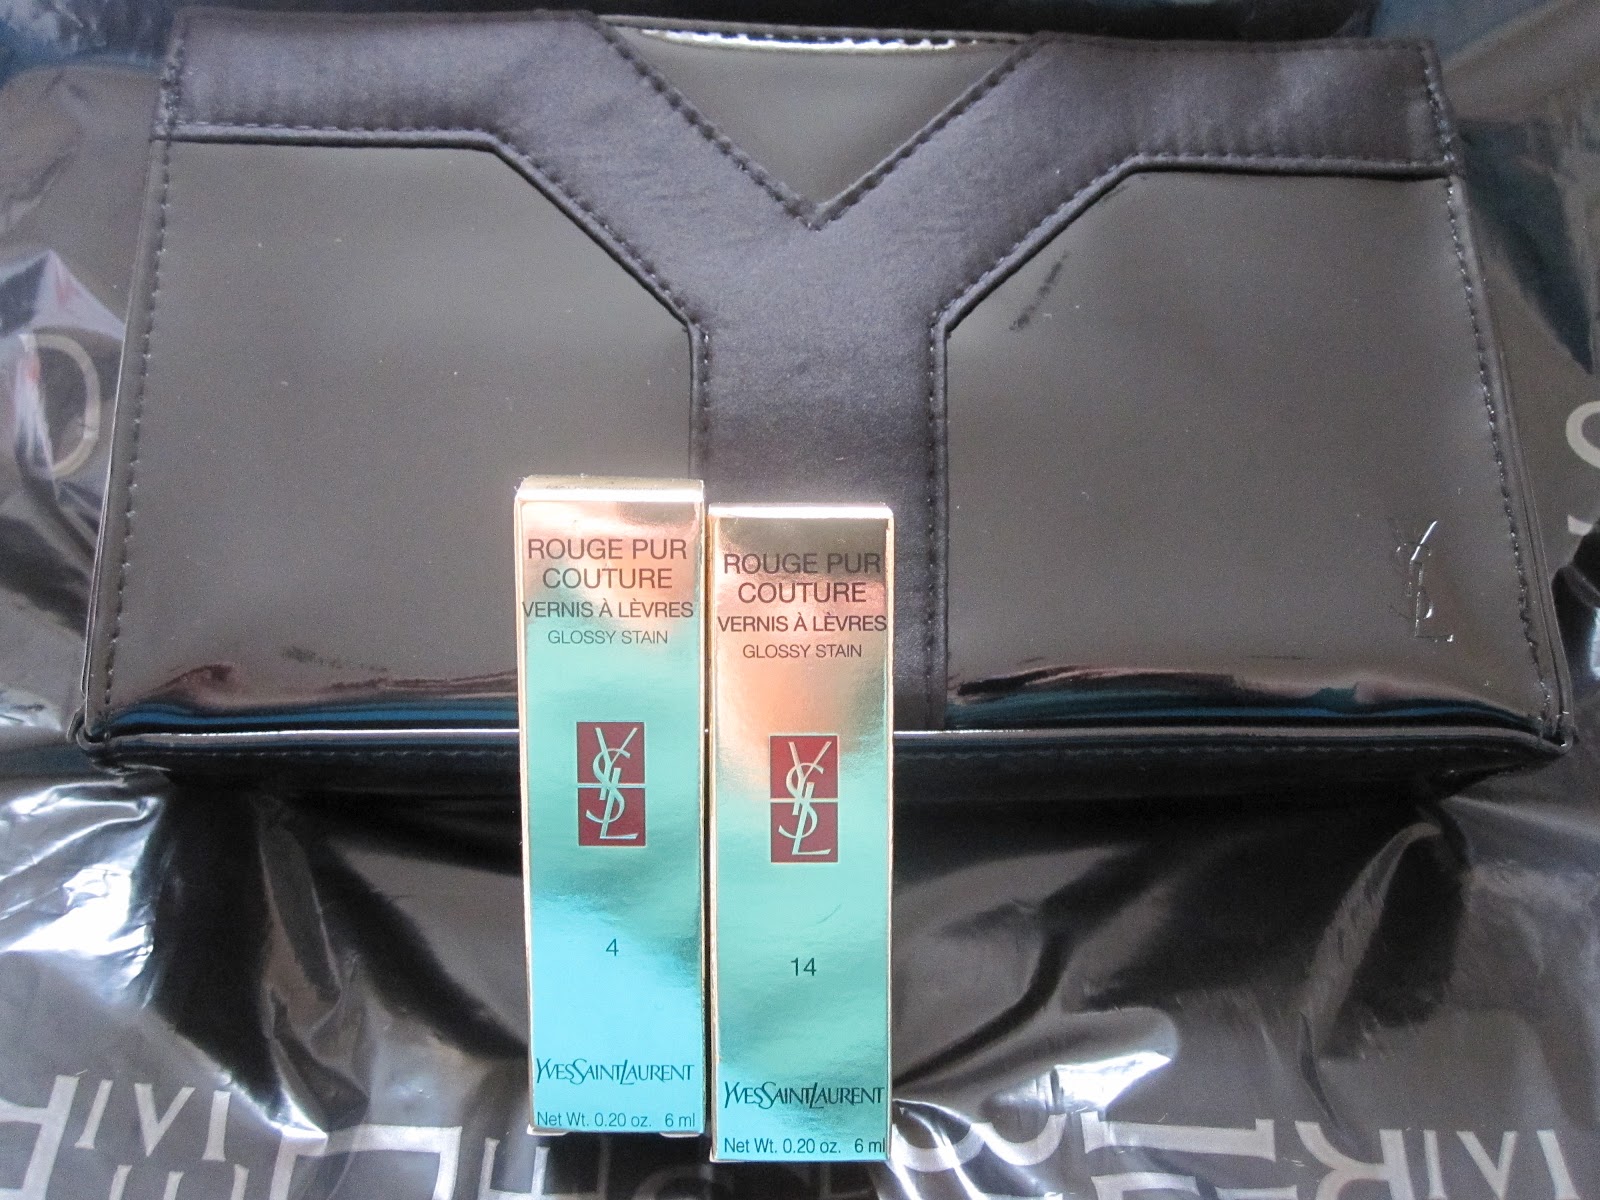 YSL
ROUGE PUR
COUTURE
VERNIS À LÈVRES
GLOSSY STAIN
YSL
4
YVESSAINTLAURENT
Net Wt. 0.20 oz. 6 ml
ROUGE PUR
COUTURE
VERNIS À LÈVRES
GLOSSY STAIN
YSL
14
YVESSAINTLAURENT
Net Wt. 0.20 oz. 6 ml